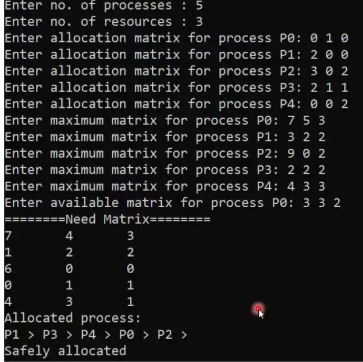 Enter no. of processes : 5
Enter no. of resources : 3
Enter allocation matrix for process P0: 0 1 0
Enter allocation matrix for process P1: 2 0 0
Enter allocation matrix for process P2: 3 0 2
Enter allocation matrix for process P3: 2 1 1
Enter allocation matrix for process P4: 0 0 2
Enter maximum matrix for process P0: 7 5 3
Enter maximum matrix for process P1: 3 2 2
Enter maximum matrix for process P2: 9 0 2
Enter maximum matrix for process P3: 2 2 2
Enter maximum matrix for process P4: 4 3 3
Enter available matrix for process P0: 3 3 2
========Need Matrix========
7 4 3
1 2 2
6 0 0
0 1 1
4 3 1
Allocated process:
P1 > P3 > P4 > P0 > P2 >
Safely allocated